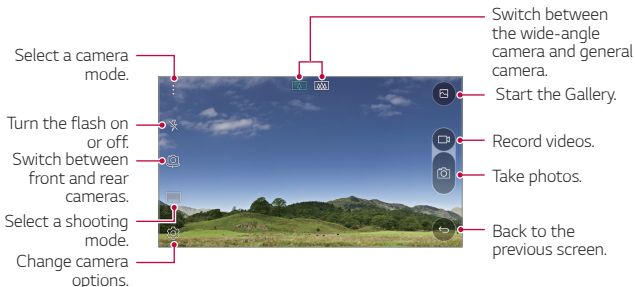 Select a camera
mode.
Turn the flash on
or off.
Switch between
front and rear
cameras.
Select a shooting
mode.
Change camera
options.
Switch between
the wide-angle
camera and general
camera.
Start the Gallery.
Record videos.
Take photos.
Back to the
previous screen.